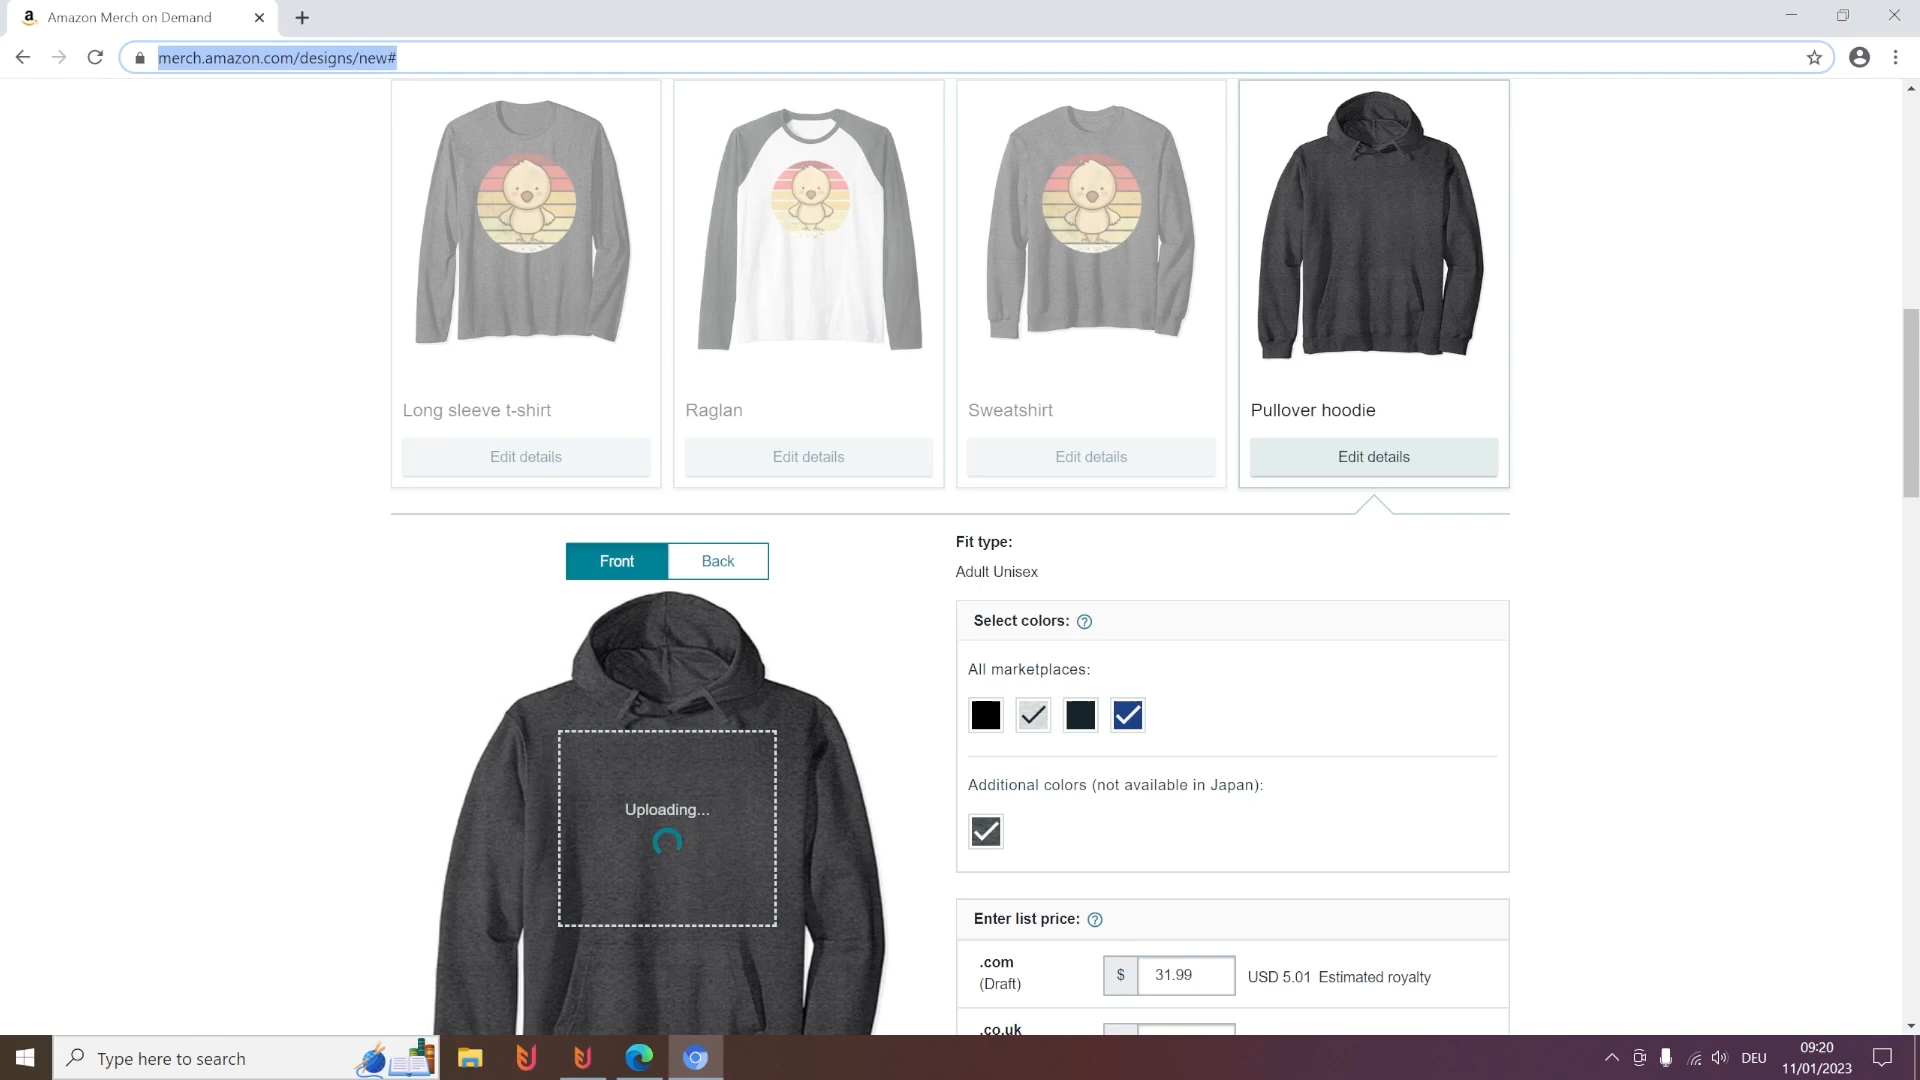 Amazon Merch on Demand
merch.amazon.com/designs/new#
Long sleeve t-shirt
Raglan
Sweatshirt
Pullover hoodie
Edit details
Edit details
Edit details
Edit details
Front
Back
Fit type:
Adult Unisex
Select colors:
All marketplaces:
Additional colors (not available in Japan):
Uploading...
Enter list price:
.com
(Draft)
$
31.99
USD 5.01 Estimated royalty
.co.uk
Type here to search
DEU
09:20
11/01/2023